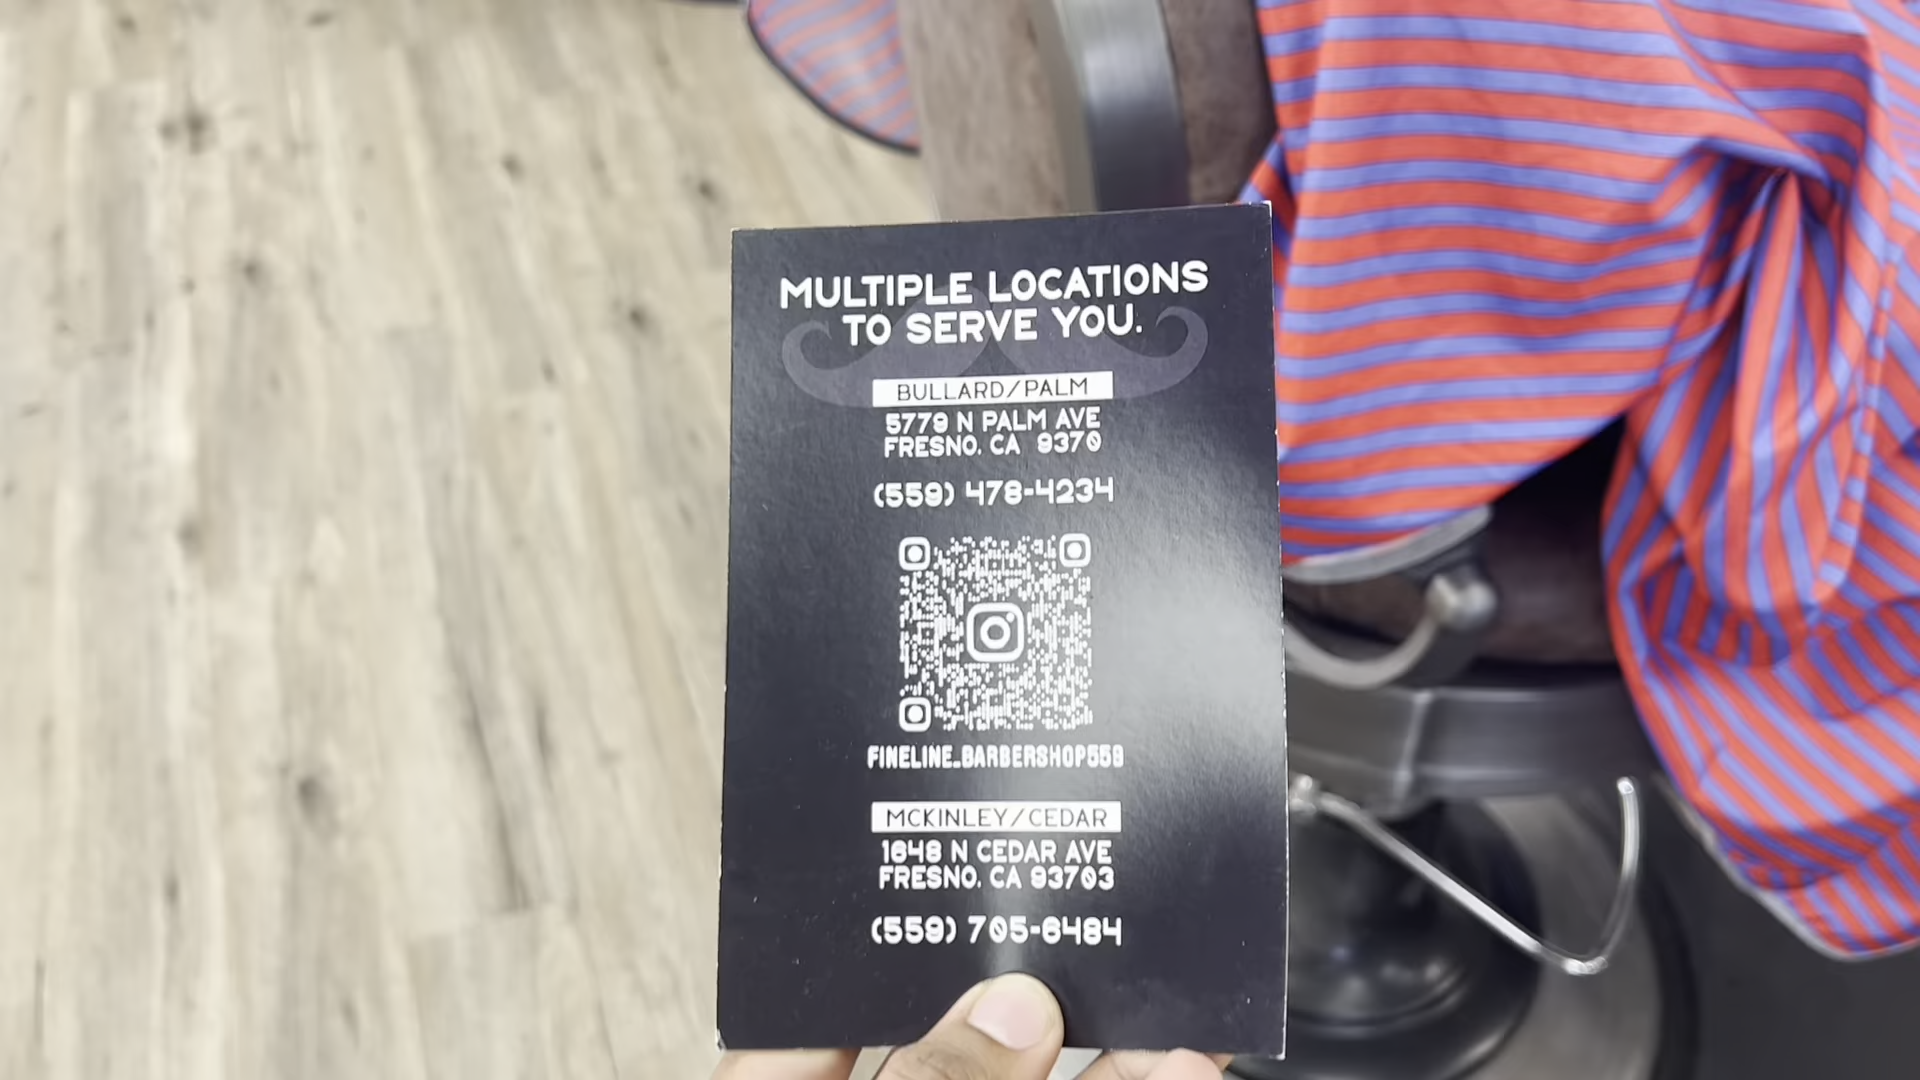 MULTIPLE LOCATIONS
TO SERVE YOU.
BULLARD/PALM
5779 N PALM AVE
FRESNO, CA 9370
(559) 478-4234
FINELINE_BARBERSHOP559
MCKINLEY/CEDAR
1648 N CEDAR AVE
FRESNO, CA 93703
(559) 705-6484